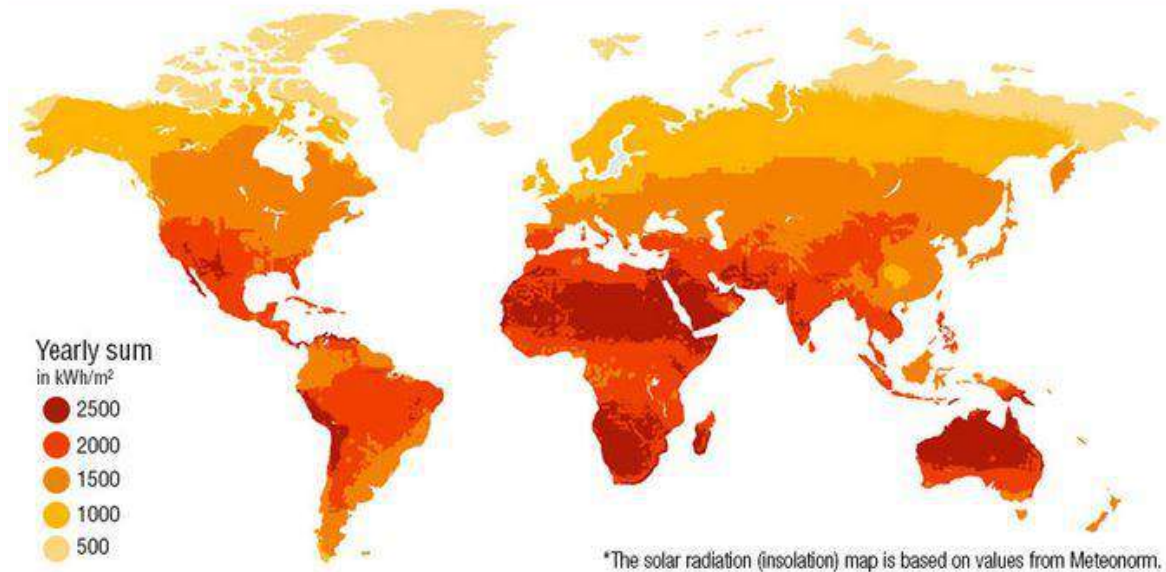 Yearly sum
in kWh/m²
2500
2000
1500
1000
500
*The solar radiation (insolation) map is based on values from Meteonorm.